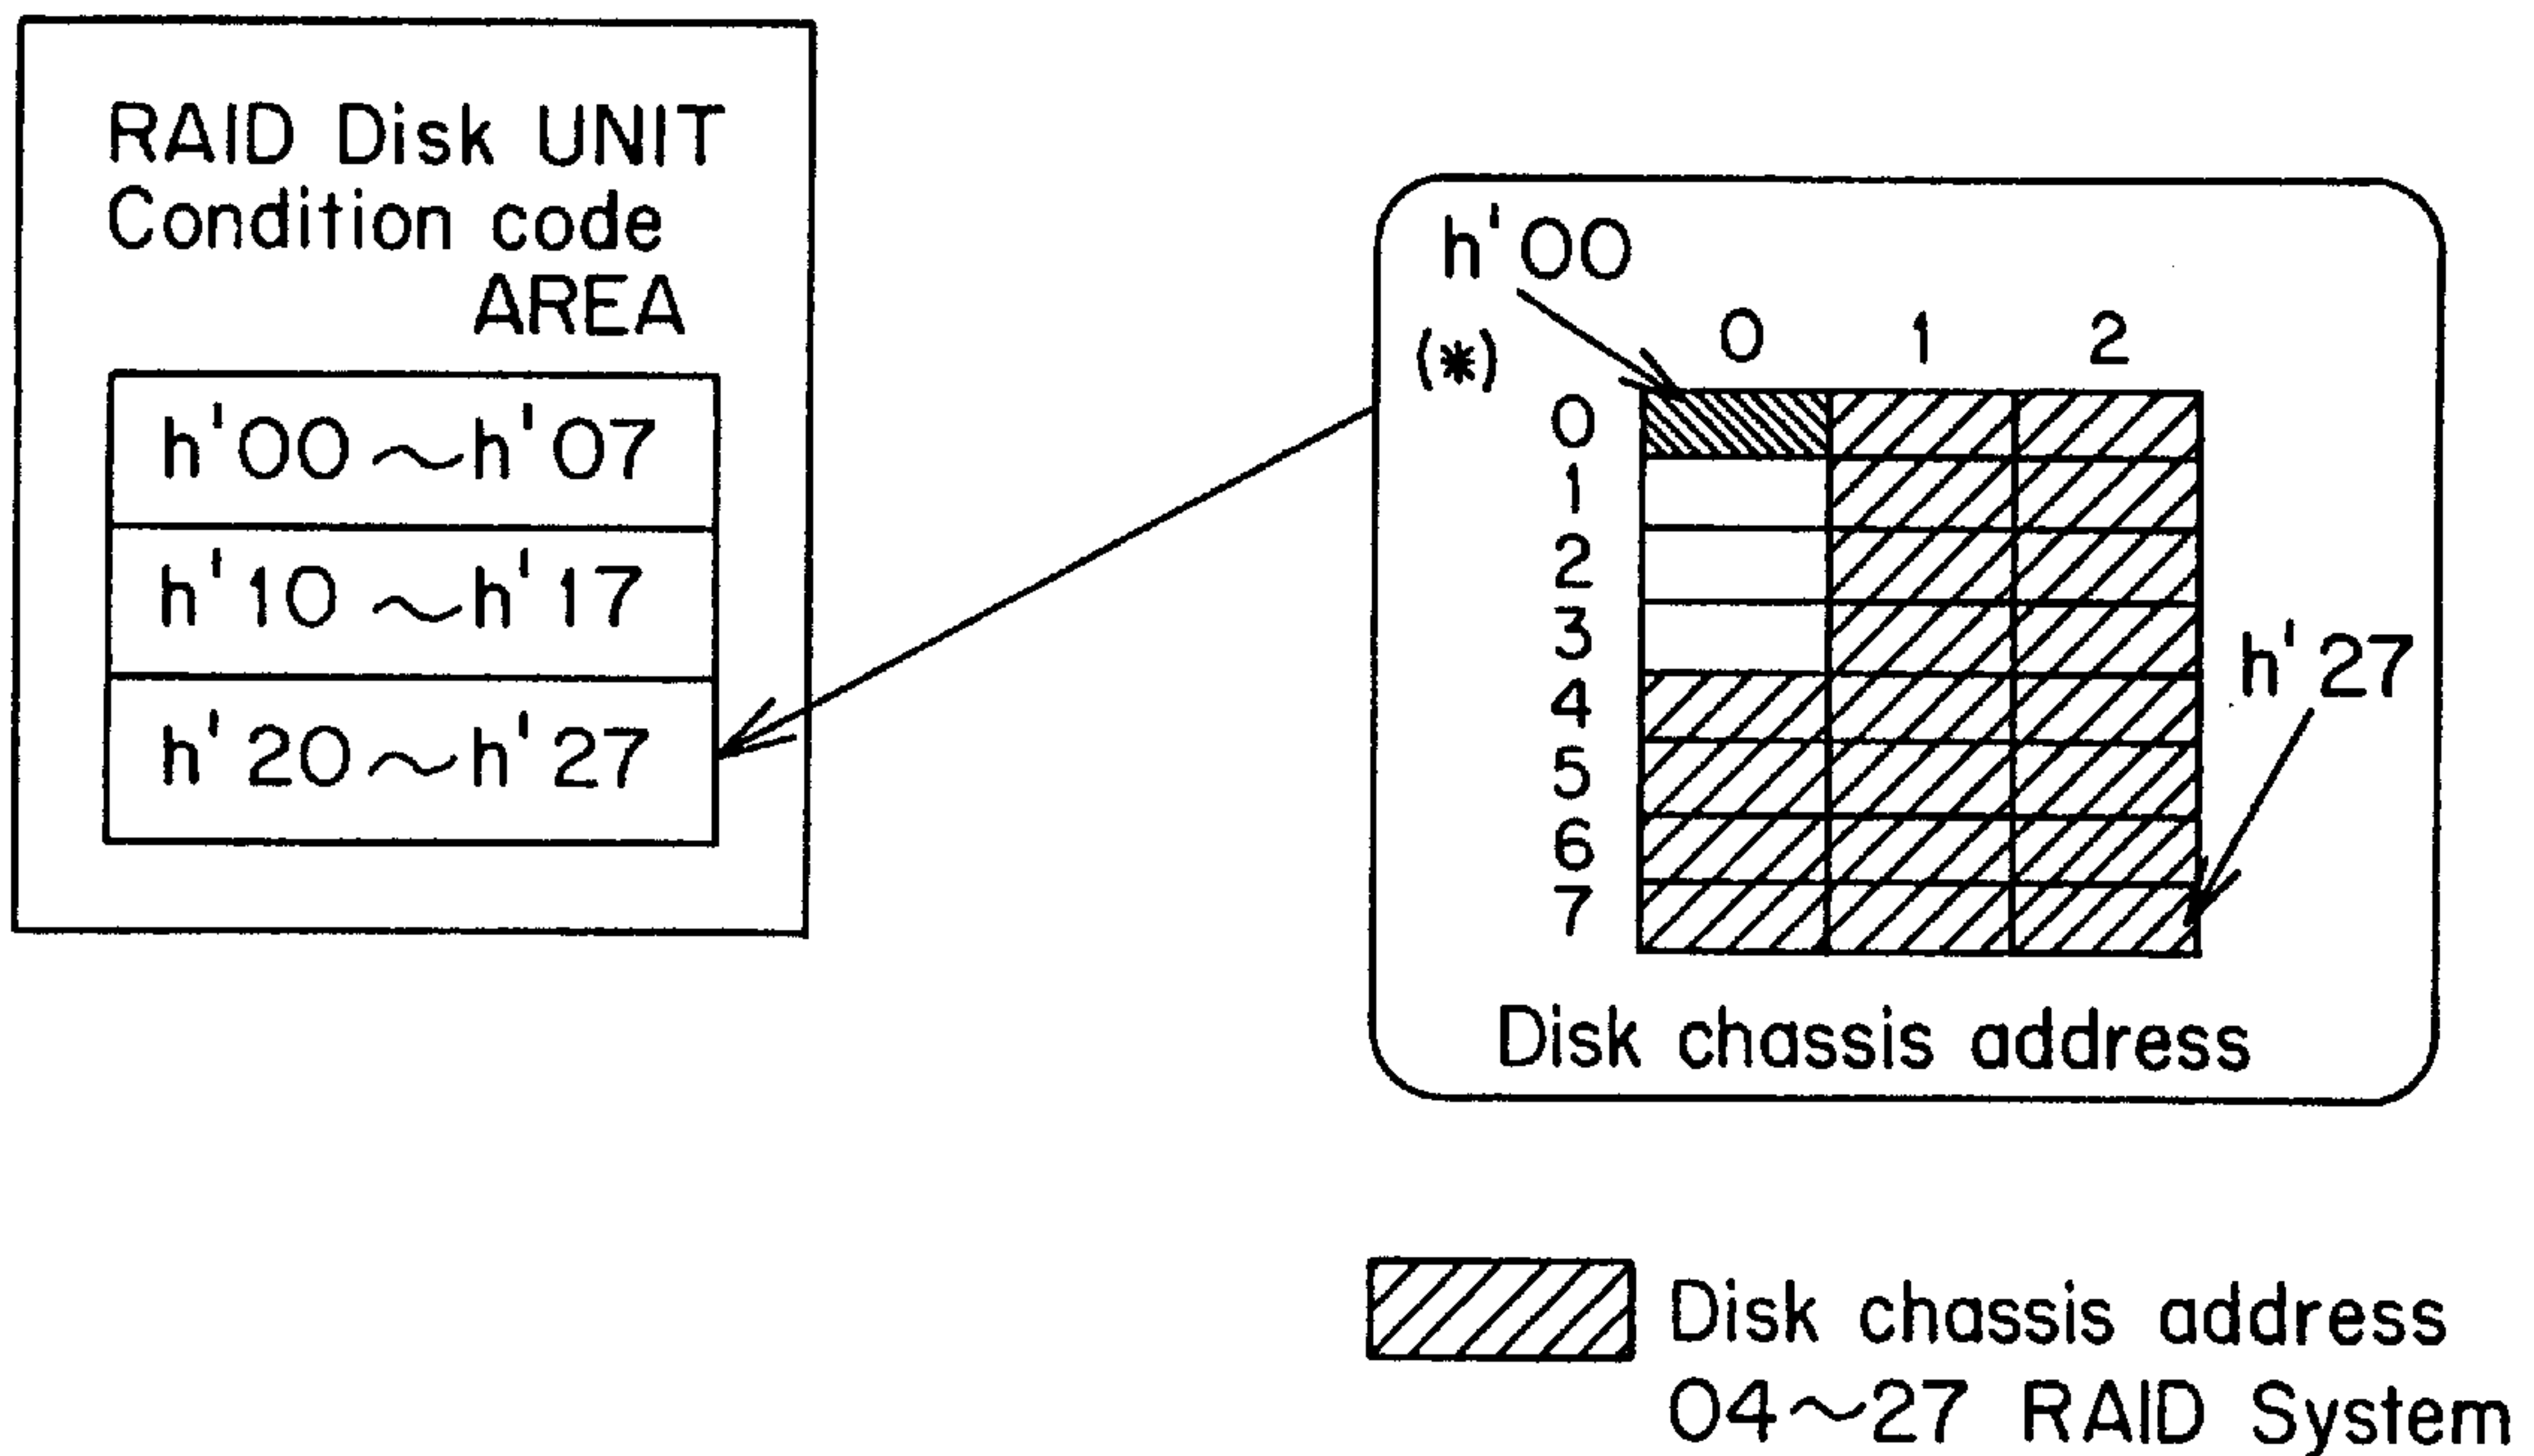 RAID Disk UNIT
Condition code
AREA
h'00～h'07
h'10～h'17
h'20～h'27
h'00
(*)
0 1 2
0
1
2
3
4
5
6
7
h'27
Disk chassis address
Disk chassis address
04～27 RAID System